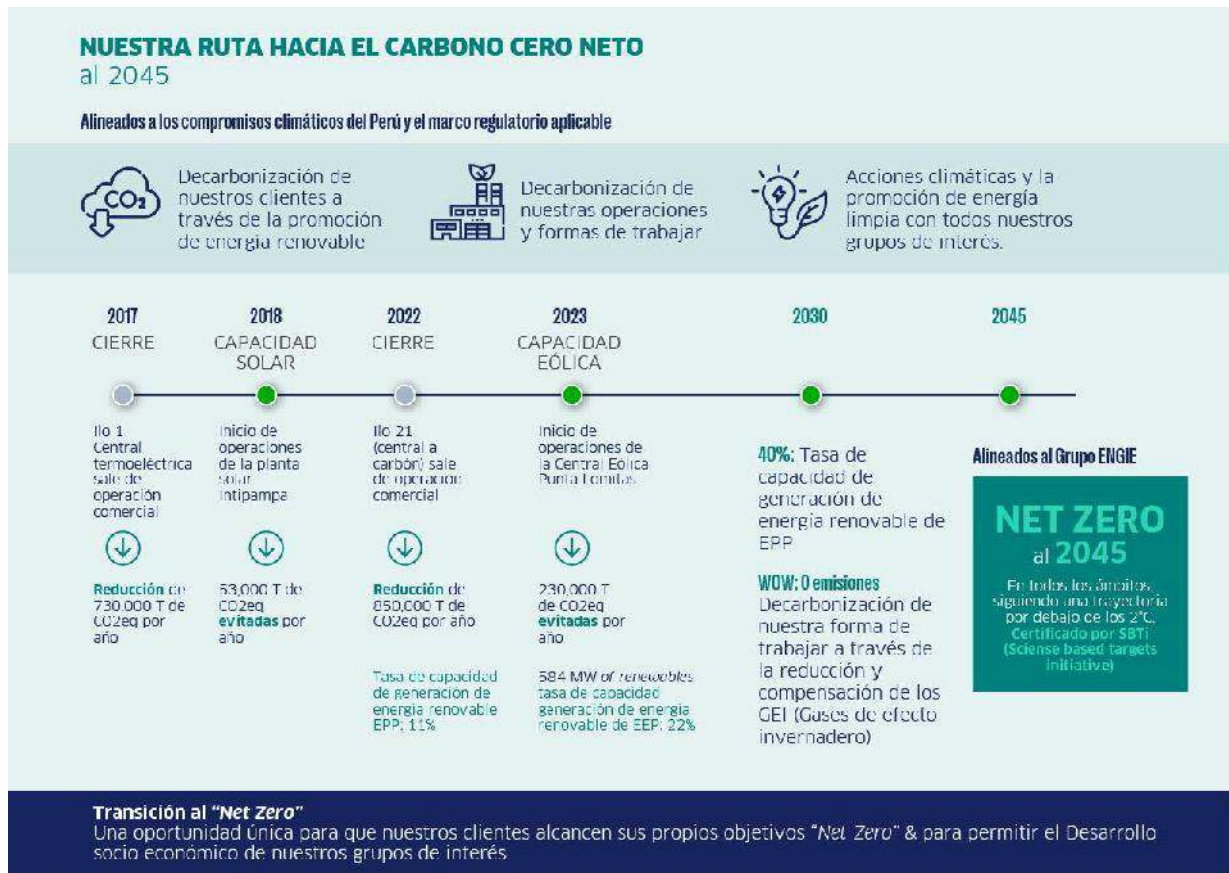 NUESTRA RUTA HACIA EL CARBONO CERO NETO
al 2045
Alineados a los compromisos climáticos del Perú y el marco regulatorio aplicable
CO₂
Decarbonización de
nuestros clientes a
través de la promoción
de energía renovable
Decarbonización de
nuestras operaciones
y formas de trabajar
Acciones climáticas y la
promoción de energía
limpia con todos nuestros
grupos de interés.
2017
CIERRE
Ilo 1
Central
termoeléctrica
sale de
operación
comercial
Reducción de
730,000 T de
CO2eq por
año
2018
CAPACIDAD
SOLAR
Inicio de
operaciones
de la planta
solar
Intipampa
53,000 T de
CO2eq
evitadas por
año
2022
CIERRE
Ilo 21
(central a
carbón) sale
de operación
comercial
Reducción de
850,000 T de
CO2eq por año
Tasa de capacidad
de generación de
energía renovable
EPP: 11%
2023
CAPACIDAD
EÓLICA
Inicio de
operaciones de
la Central Eólica
Punta Lomitas
230,000 T
de CO2eq
evitadas por
año
584 MW of renewables
tasa de capacidad
generación de energía
renovable de EEP: 22%
2030
40%: Tasa de
capacidad de
generación de
energía renovable de
EPP
WOW: 0 emisiones
Decarbonización de
nuestra forma de
trabajar a través de
la reducción y
compensación de los
GEI (Gases de efecto
invernadero)
2045
Alineados al Grupo ENGIE
NET ZERO
al 2045
En todos los ámbitos,
siguiendo una trayectoria
por debajo de los 2°C.
Certificado por SBTi
(Sciense based targets
initiative)
Transición al "Net Zero"
Una oportunidad única para que nuestros clientes alcancen sus propios objetivos "Net Zero" & para permitir el Desarrollo
socio económico de nuestros grupos de interés